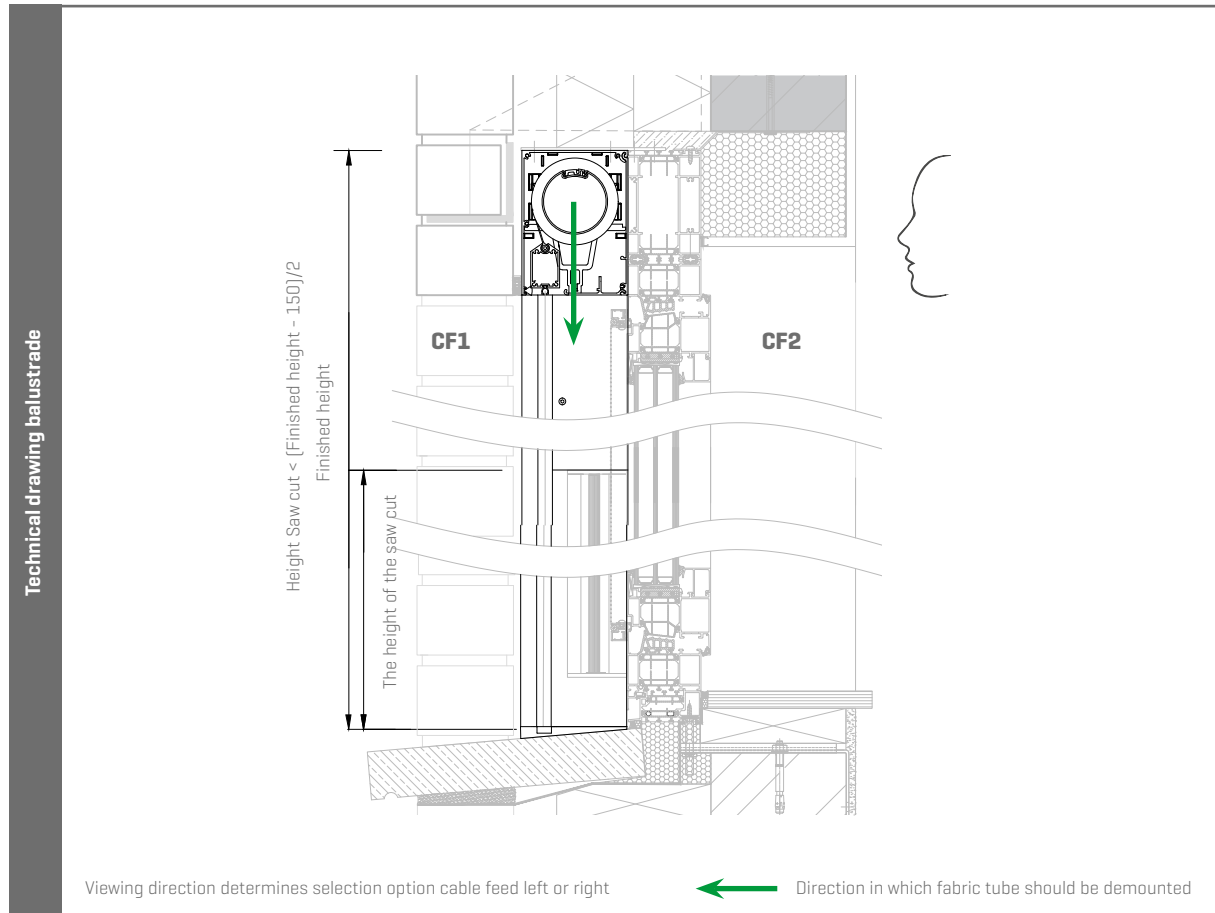 Technical drawing balustrade
Height Saw cut < (Finished height - 150)/2
Finished height
The height of the saw cut
CF1
CF2
Viewing direction determines selection option cable feed left or right
Direction in which fabric tube should be demounted